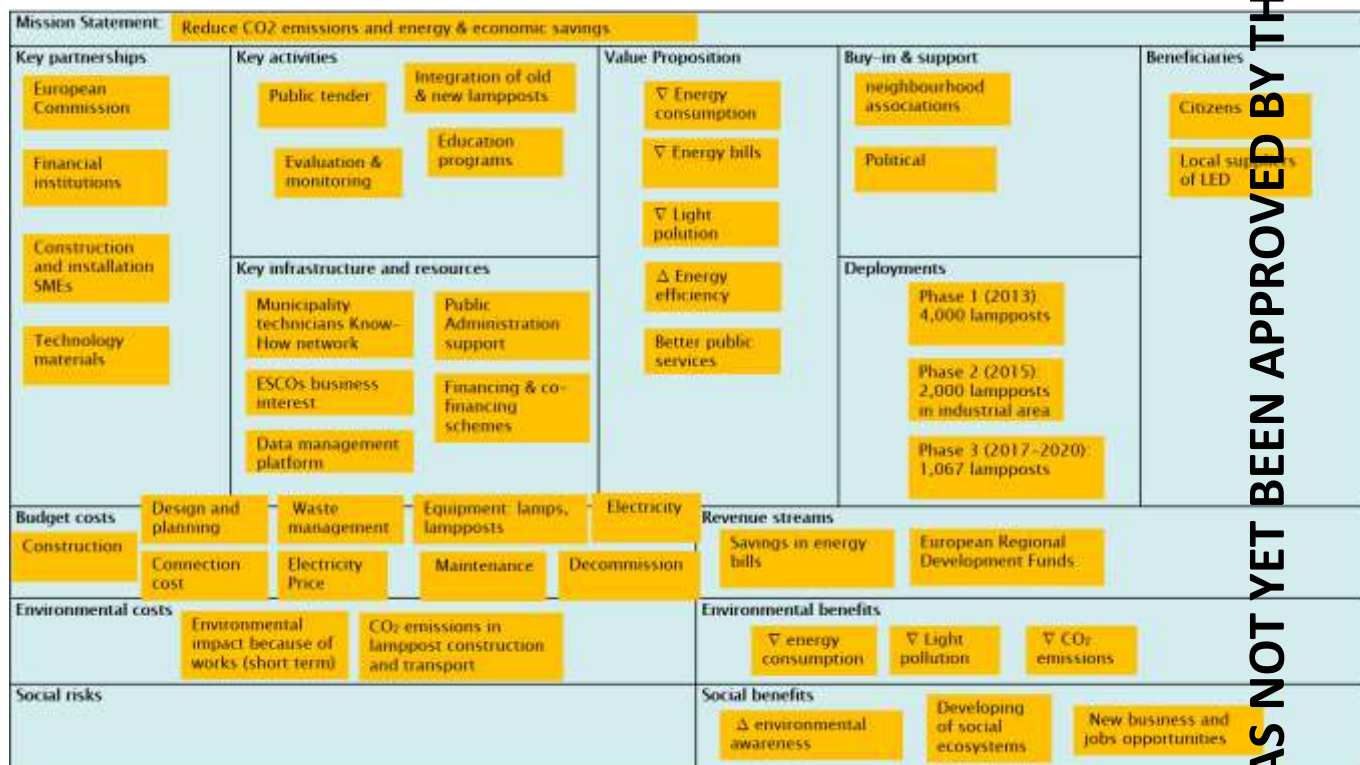 Mission Statement
Reduce CO2 emissions and energy & economic savings
Key partnerships
European
Commission
Financial
institutions
Construction
and installation
SMEs
Technology
materials
Key activities
Public tender
Integration of old
& new lampposts
Evaluation &
monitoring
Education
programs
Key infrastructure and resources
Municipality
technicians Know-
How network
Public
Administration
support
ESCOs business
interest
Financing & co-
financing
schemes
Data management
platform
Value Proposition
∇ Energy
consumption
∇ Energy bills
∇ Light
polution
Δ Energy
efficiency
Better public
services
Buy-in & support
neighbourhood
associations
Political
Deployments
Phase 1 (2013):
4,000 lampposts
Phase 2 (2015):
2,000 lampposts
in industrial area
Phase 3 (2017-2020):
1,067 lampposts
Beneficiaries
Citizens
Local suppliers
of LED
Budget costs
Construction
Design and
planning
Waste
management
Equipment: lamps,
lampposts
Electricity
Connection
cost
Electricity
Price
Maintenance
Decommission
Revenue streams
Savings in energy
bills
European Regional
Development Funds
Environmental costs
Environmental
impact because of
works (short term)
CO₂ emissions in
lamppost construction
and transport
Environmental benefits
∇ energy
consumption
∇ Light
pollution
∇ CO₂
emissions
Social risks
Social benefits
Δ environmental
awareness
Developing
of social
ecosystems
New business and
jobs opportunities
AS NOT YET BEEN APPROVED BY TH